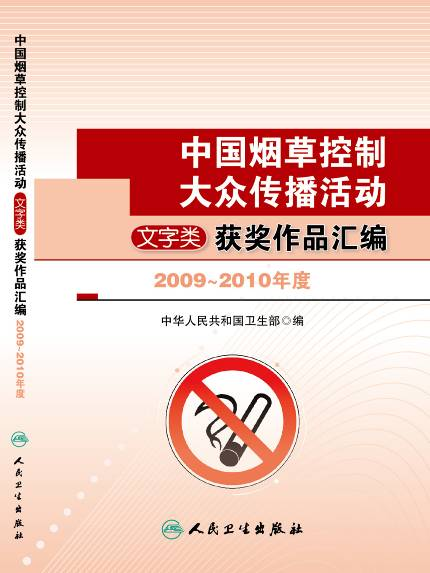 中国烟草控制大众传播活动 文字类 获奖作品汇编 2009~2010年度
人民卫生出版社
中国烟草控制
大众传播活动
文字类 获奖作品汇编
2009~2010年度
中华人民共和国卫生部◎编
人民卫生出版社